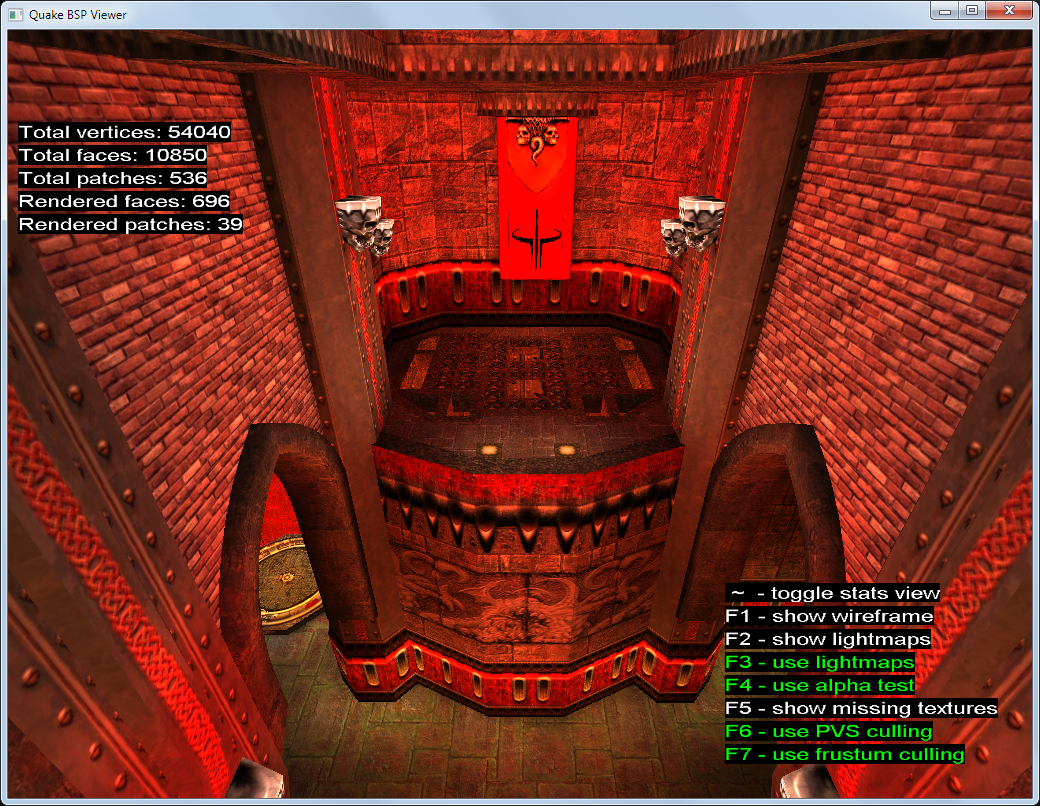 Quake BSP Viewer
Total vertices: 54040
Total faces: 10850
Total patches: 536
Rendered faces: 696
Rendered patches: 39
~ - toggle stats view
F1 - show wireframe
F2 - show lightmaps
F3 - use lightmaps
F4 - use alpha test
F5 - show missing textures
F6 - use PVS culling
F7 - use frustum culling